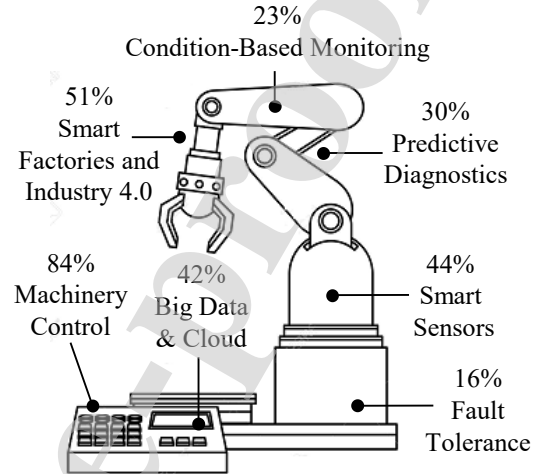 23%
Condition-Based Monitoring
51%
Smart
Factories and
Industry 4.0
30%
Predictive
Diagnostics
84%
Machinery
Control
42%
Big Data
& Cloud
44%
Smart
Sensors
16%
Fault
Tolerance